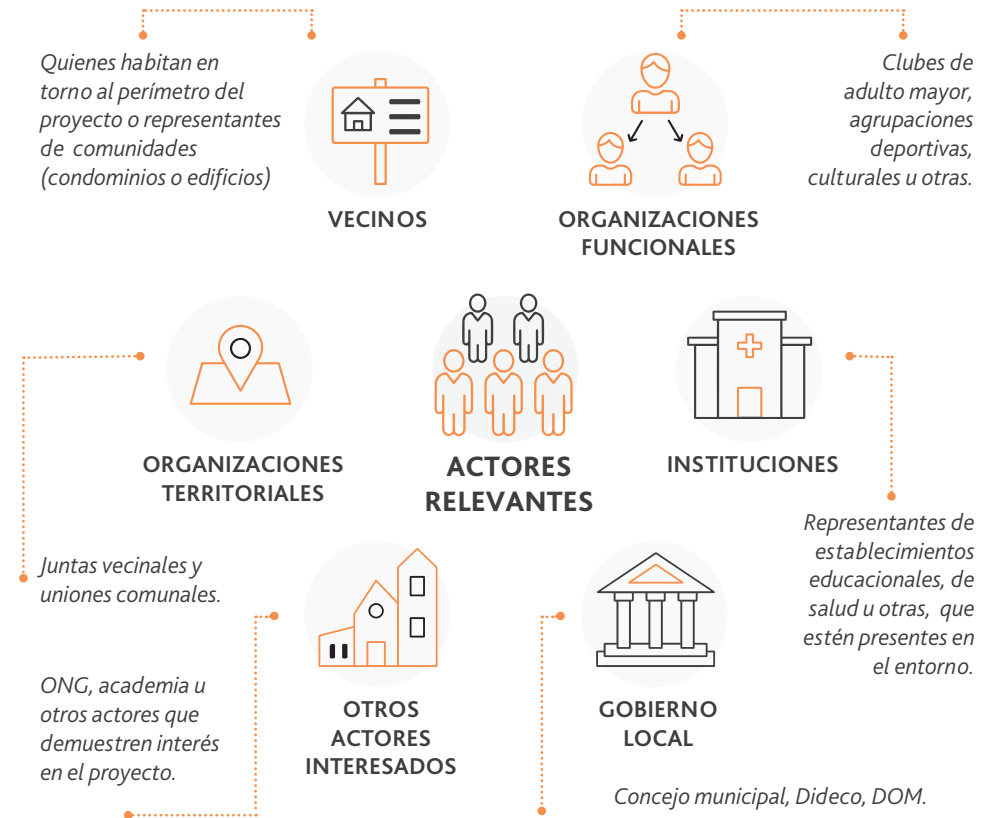 Quienes habitan en
torno al perímetro del
proyecto o representantes
de comunidades
(condominios o edificios)
VECINOS
ORGANIZACIONES
FUNCIONALES
Clubes de
adulto mayor,
agrupaciones
deportivas,
culturales u otras.
ORGANIZACIONES
TERRITORIALES
Juntas vecinales y
uniones comunales.
ACTORES
RELEVANTES
INSTITUCIONES
Representantes de
establecimientos
educacionales, de
salud u otras, que
estén presentes en
el entorno.
ONG, academia u
otros actores que
demuestren interés
en el proyecto.
OTROS
ACTORES
INTERESADOS
GOBIERNO
LOCAL
Concejo municipal, Dideco, DOM.